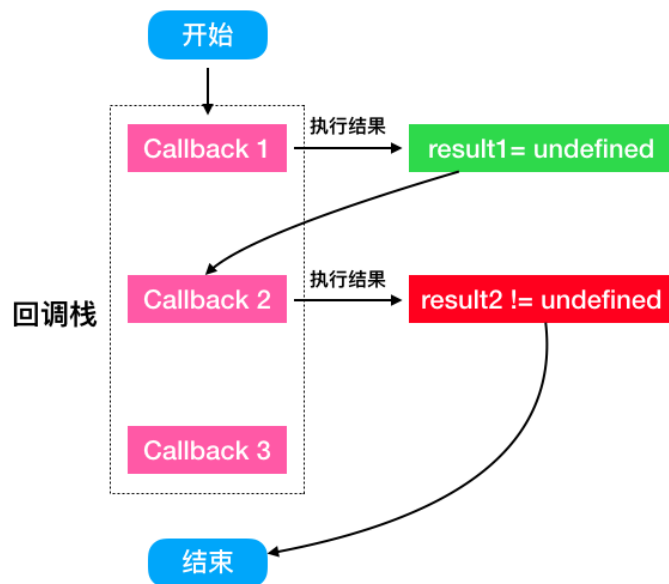 开始
执行结果
Callback 1
result1= undefined
执行结果
Callback 2
result2 != undefined
回调栈
Callback 3
结束